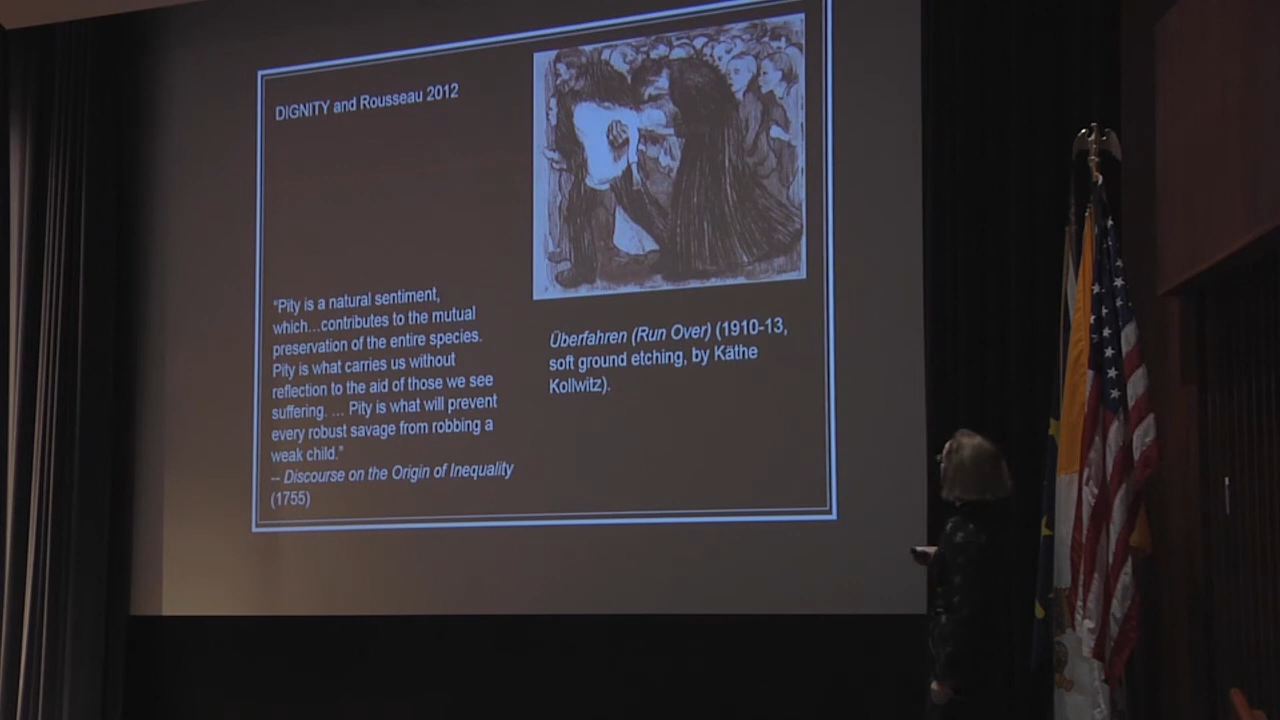 DIGNITY and Rousseau 2012
"Pity is a natural sentiment,
which...contributes to the mutual
preservation of the entire species.
Pity is what carries us without
reflection to the aid of those we see
suffering. ... Pity is what will prevent
every robust savage from robbing a
weak child."
-- Discourse on the Origin of Inequality
(1755)
Überfahren (Run Over) (1910-13,
soft ground etching, by Käthe
Kollwitz).